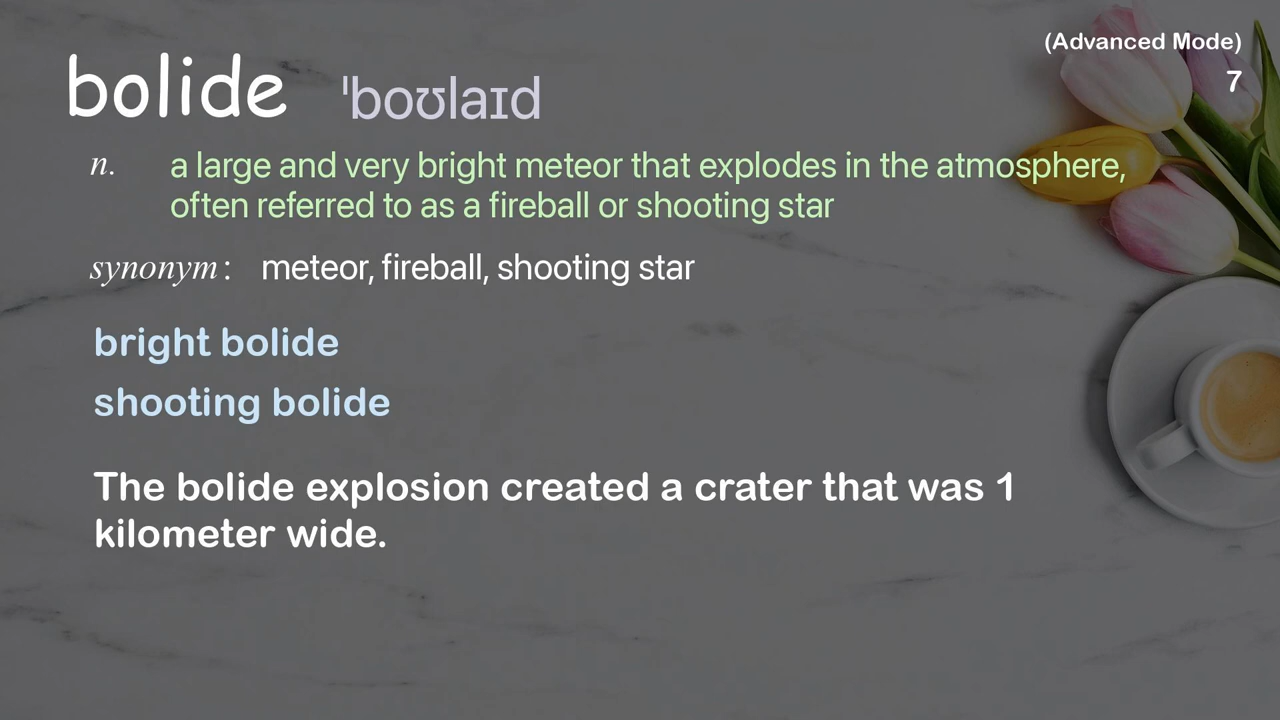 (Advanced Mode)
bolide ˈboʊlaɪd
7
n. a large and very bright meteor that explodes in the atmosphere,
often referred to as a fireball or shooting star
synonym: meteor, fireball, shooting star
bright bolide
shooting bolide
The bolide explosion created a crater that was 1
kilometer wide.